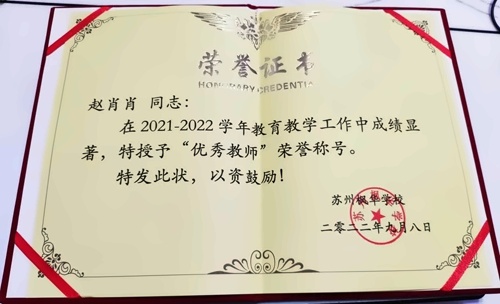 荣誉证书
HONORARY CREDENTIAL
赵肖肖 同志：
在2021-2022学年教育教学工作中成绩显
著，特授予“优秀教师”荣誉称号。
特发此状，以资鼓励！
苏州枫华学校
二零二二年九月八日